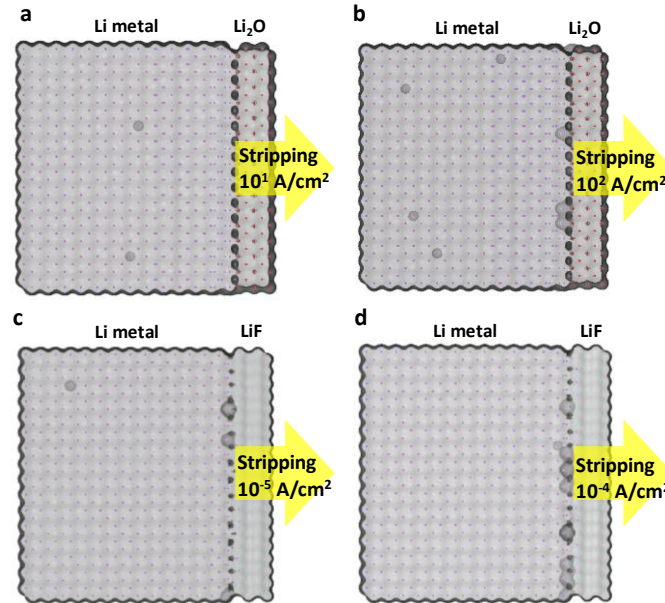 a
Li metal Li₂O
Stripping
10¹ A/cm²
b
Li metal Li₂O
Stripping
10² A/cm²
c
Li metal LiF
Stripping
10⁻⁵ A/cm²
d
Li metal LiF
Stripping
10⁻⁴ A/cm²